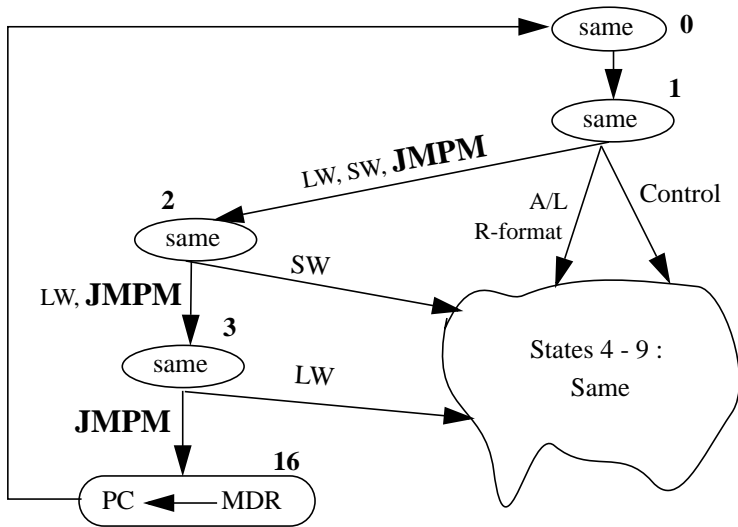 same 0
1
same
LW, SW, JMPM
A/L
R-format
Control
2
same
SW
LW, JMPM
3
same
LW
States 4 - 9 :
Same
JMPM
16
PC MDR